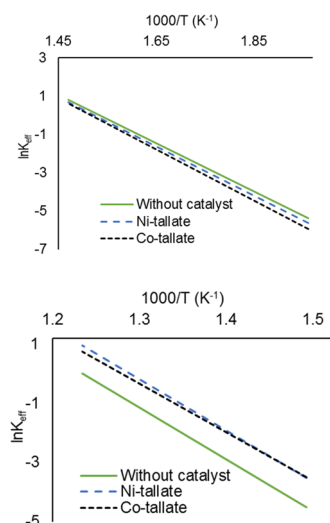 1000/T (K-1)
1.45 1.65 1.85
3
1
-1
-3
-5
-7
lnKeff
Without catalyst
Ni-tallate
Co-tallate
1000/T (K-1)
1.2 1.3 1.4 1.5
1
-1
-3
-5
lnKeff
Without catalyst
Ni-tallate
Co-tallate